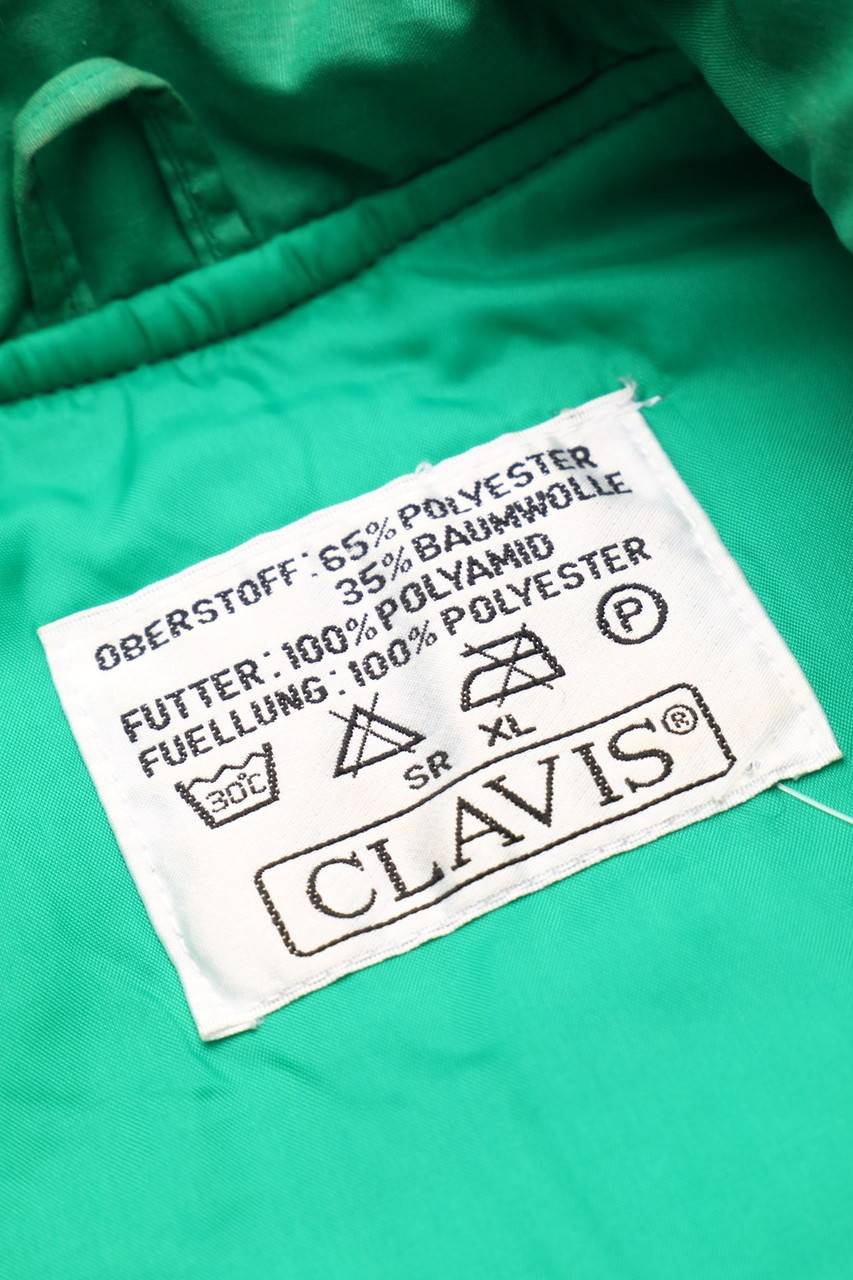 OBERSTOFF: 65% POLYESTER
35% BAUMWOLLE
FUTTER: 100% POLYAMID
FUELLUNG: 100% POLYESTER
30°C
P
SR XL
CLAVIS®